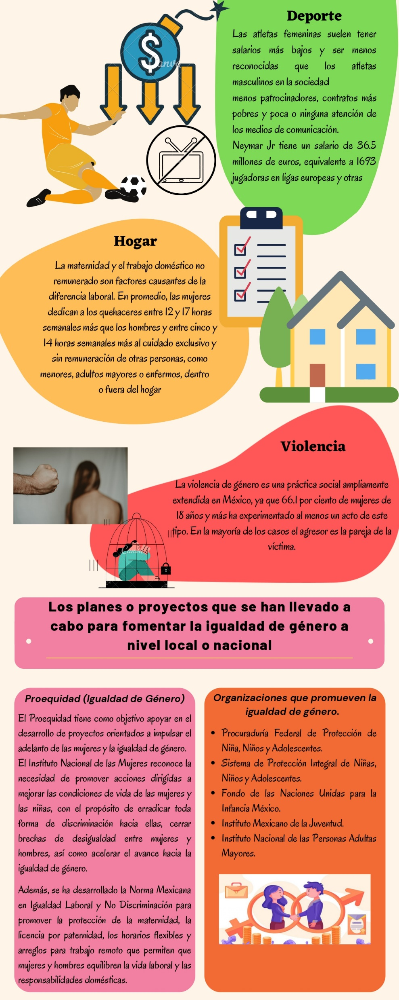 Deporte
Las atletas femeninas suelen tener
salarios más bajos y ser menos
reconocidas que los atletas
masculinos en la sociedad
menos patrocinadores, contratos más
pobres y poca o ninguna atención de
los medios de comunicación.
Neymar Jr tiene un salario de 36.5
millones de euros, equivalente a 1693
jugadoras en ligas europeas y otras
$
Canva
Hogar
La maternidad y el trabajo doméstico no
remunerado son factores causantes de la
diferencia laboral. En promedio, las mujeres
dedican a los quehaceres entre 12 y 17 horas
semanales más que los hombres y entre cinco y
14 horas semanales más al cuidado exclusivo y
sin remuneración de otras personas, como
menores, adultos mayores o enfermos, dentro
o fuera del hogar
Violencia
La violencia de género es una práctica social ampliamente
extendida en México, ya que 66.1 por ciento de mujeres de
18 años y más ha experimentado al menos un acto de este
tipo. En la mayoría de los casos el agresor es la pareja de la
víctima.
Canva
Los planes o proyectos que se han llevado a
cabo para fomentar la igualdad de género a
nivel local o nacional
Proequidad (Igualdad de Género)
El Proequidad tiene como objetivo apoyar en el
desarrollo de proyectos orientados a impulsar el
adelanto de las mujeres y la igualdad de género.
El Instituto Nacional de las Mujeres reconoce la
necesidad de promover acciones dirigidas a
mejorar las condiciones de vida de las mujeres y
las niñas, con el propósito de erradicar toda
forma de discriminación hacia ellas, cerrar
brechas de desigualdad entre mujeres y
hombres, así como acelerar el avance hacia la
igualdad de género.
Además, se ha desarrollado la Norma Mexicana
en Igualdad Laboral y No Discriminación para
promover la protección de la maternidad, la
licencia por paternidad, los horarios flexibles y
arreglos para trabajo remoto que permiten que
mujeres y hombres equilibren la vida laboral y las
responsabilidades domésticas.
Organizaciones que promueven la
igualdad de género.
• Procuraduría Federal de Protección de
Niña, Niños y Adolescentes.
• Sistema de Protección Integral de Niñas,
Niños y Adolescentes.
• Fondo de las Naciones Unidas para la
Infancia México.
• Instituto Mexicano de la Juventud.
• Instituto Nacional de las Personas Adultas
Mayores.